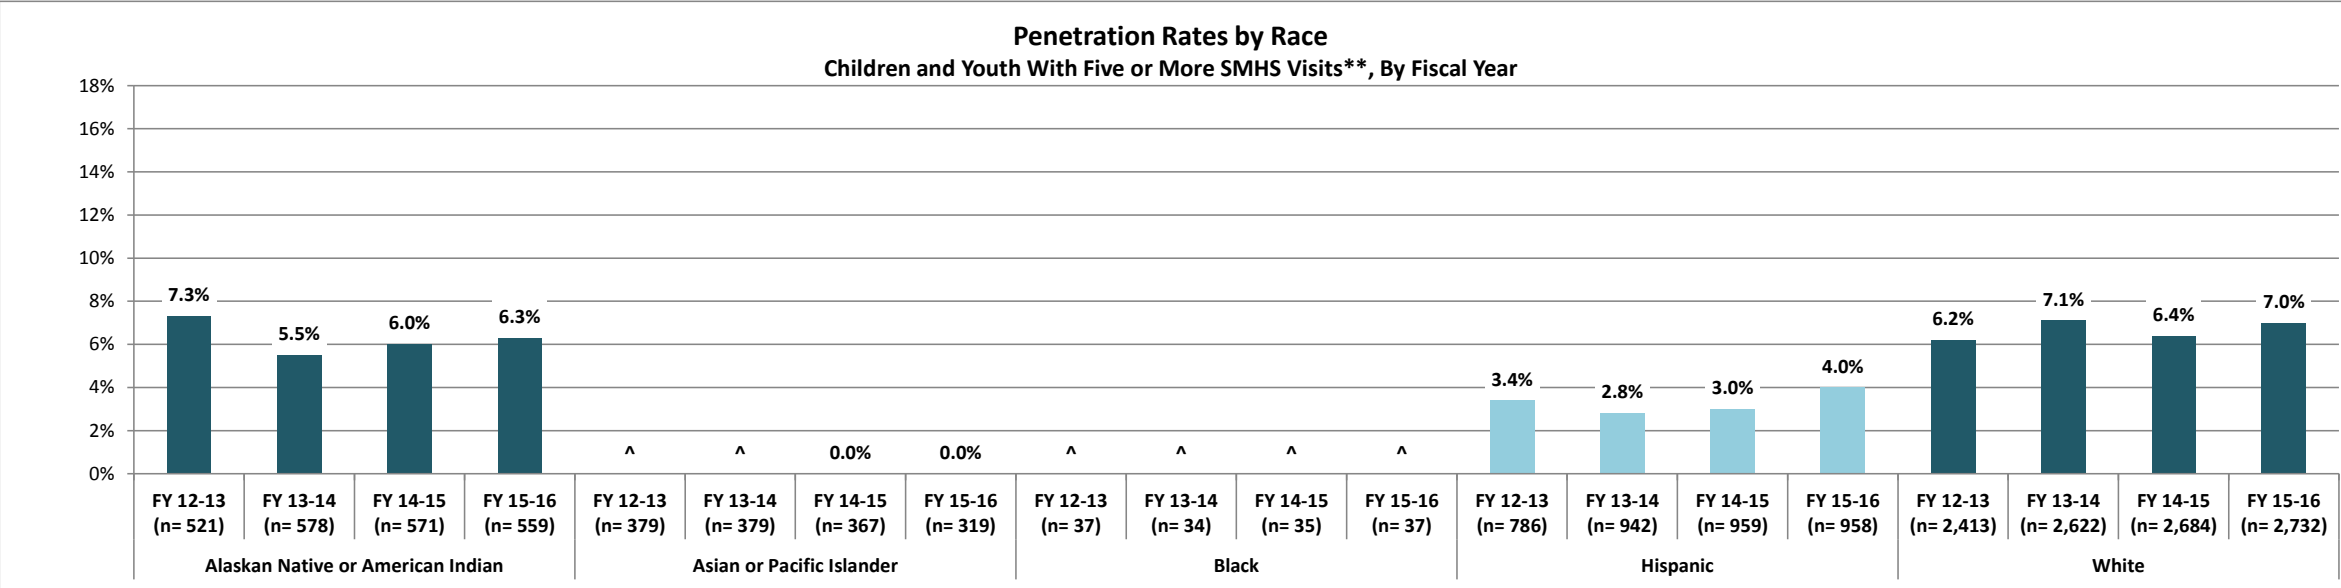 Penetration Rates by Race
Children and Youth With Five or More SMHS Visits**, By Fiscal Year
18%
16%
14%
12%
10%
8%
6%
4%
2%
0%
7.3% 5.5% 6.0% 6.3% ^ ^ 0.0% 0.0% ^ ^ ^ ^ 3.4% 2.8% 3.0% 4.0% 6.2% 7.1% 6.4% 7.0%
FY 12-13 FY 13-14 FY 14-15 FY 15-16 FY 12-13 FY 13-14 FY 14-15 FY 15-16 FY 12-13 FY 13-14 FY 14-15 FY 15-16 FY 12-13 FY 13-14 FY 14-15 FY 15-16 FY 12-13 FY 13-14 FY 14-15 FY 15-16
(n= 521) (n= 578) (n= 571) (n= 559) (n= 379) (n= 379) (n= 367) (n= 319) (n= 37) (n= 34) (n= 35) (n= 37) (n= 786) (n= 942) (n= 959) (n= 958) (n= 2,413) (n= 2,622) (n= 2,684) (n= 2,732)
Alaskan Native or American Indian Asian or Pacific Islander Black Hispanic White